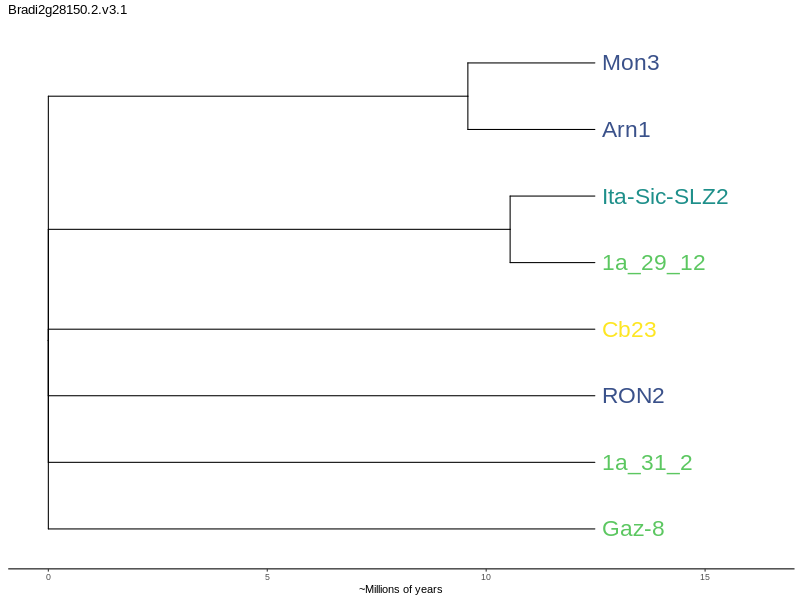 Bradi2g28150.2.v3.1
Mon3
Arn1
Ita-Sic-SLZ2
1a_29_12
Cb23
RON2
1a_31_2
Gaz-8
0 5 10 15
~Millions of years